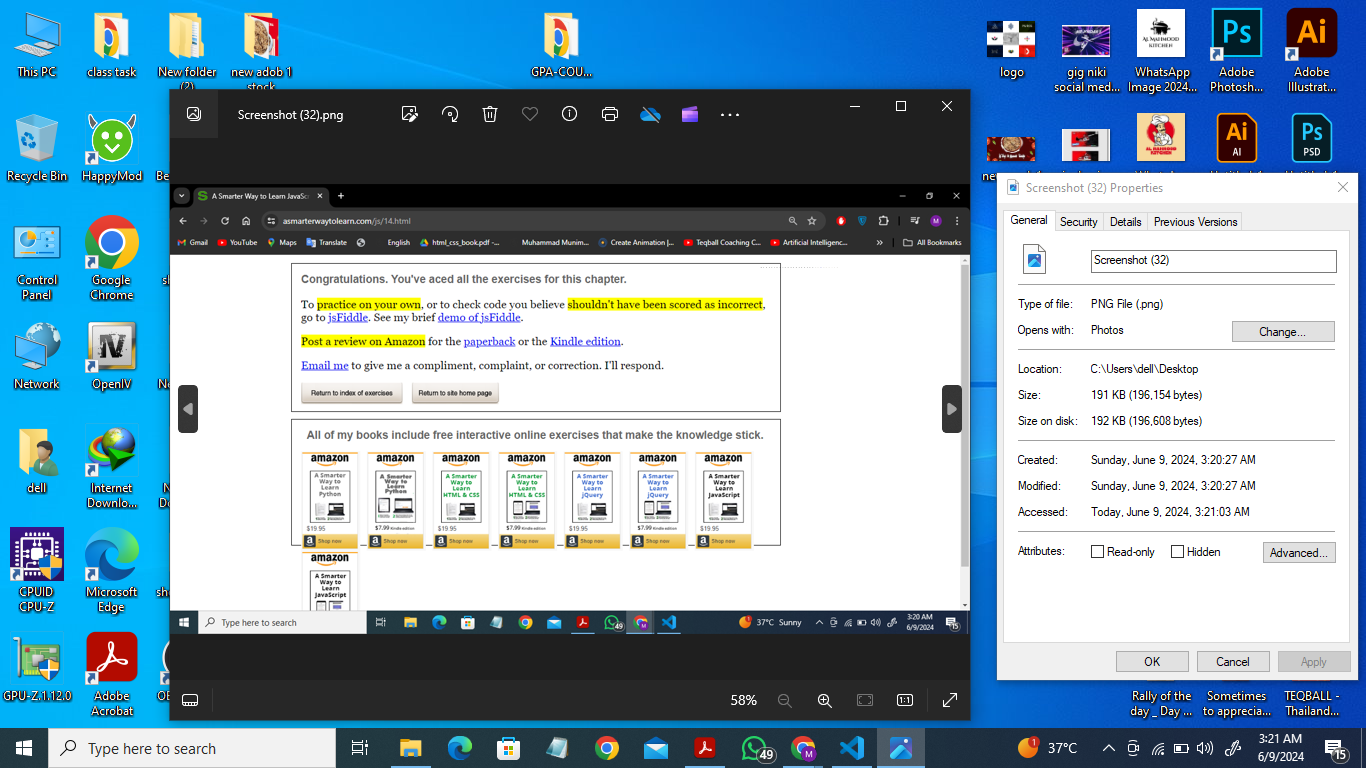 This PC
class task
New folder
(2)
new adob 1
stock
GPA-COU...
logo
gig niki
social med...
WhatsApp
Image 2024...
Adobe
Photosh...
Adobe
Illustrat...
AL MAHMOOD
KITCHEN
Ps
Ai
Recycle Bin
HappyMod
Ai
AI
Ps
PSD
Control
Panel
Google
Chrome
Network
OpenIV
dell
Internet
Downlo...
CPUID
CPU-Z
Microsoft
Edge
GPU-Z.1.12.0
Adobe
Acrobat
Rally of the
day _ Day ...
Sometimes
to apprecia...
TEQBALL -
Thailand...
Screenshot (32).png
A Smarter Way to Learn JavaSc
asmarterwaytolearn.com/js/14.html
Gmail
YouTube
Maps
Translate
English
html_css_book.pdf -...
Muhammad Munim...
Create Animation |...
Teqball Coaching C...
Artificial Intelligenc...
»
All Bookmarks
Congratulations. You've aced all the exercises for this chapter.
To practice on your own, or to check code you believe shouldn't have been scored as incorrect,
go to jsFiddle. See my brief demo of jsFiddle.
Post a review on Amazon for the paperback or the Kindle edition.
Email me to give me a compliment, complaint, or correction. I'll respond.
Return to index of exercises
Return to site home page
All of my books include free interactive online exercises that make the knowledge stick.
amazon
A Smarter
Way to
Learn
Python
$19.95
Shop now
amazon
A Smarter
Way to
Learn
Python
$7.99 Kindle edition
Shop now
amazon
A Smarter
Way to
Learn
HTML & CSS
$19.95
Shop now
amazon
A Smarter
Way to
Learn
HTML & CSS
$7.99 Kindle edition
Shop now
amazon
A Smarter
Way to
Learn
jQuery
$19.95
Shop now
amazon
A Smarter
Way to
Learn
jQuery
$7.99 Kindle edition
Shop now
amazon
A Smarter
Way to
Learn
JavaScript
$19.95
Shop now
amazon
A Smarter
Way to
Learn
JavaScript
Type here to search
49
37°C Sunny
3:20 AM
6/9/2024
15
58%
1:1
Screenshot (32) Properties
General
Security
Details
Previous Versions
Screenshot (32)
Type of file: PNG File (.png)
Opens with: Photos
Change...
Location: C:\Users\dell\Desktop
Size: 191 KB (196,154 bytes)
Size on disk: 192 KB (196,608 bytes)
Created: Sunday, June 9, 2024, 3:20:27 AM
Modified: Sunday, June 9, 2024, 3:20:27 AM
Accessed: Today, June 9, 2024, 3:21:03 AM
Attributes: Read-only Hidden
Advanced...
OK
Cancel
Apply
Type here to search
49
M
1
37°C
3:21 AM
6/9/2024
15